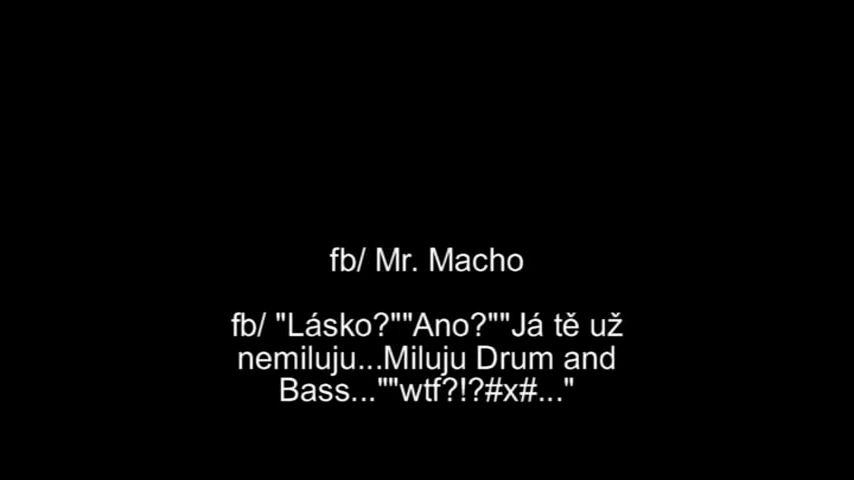 fb/ Mr. Macho
fb/ "Lásko?""Ano?""Já tě už
nemiluju...Miluju Drum and
Bass...""wtf?!?#x#..."